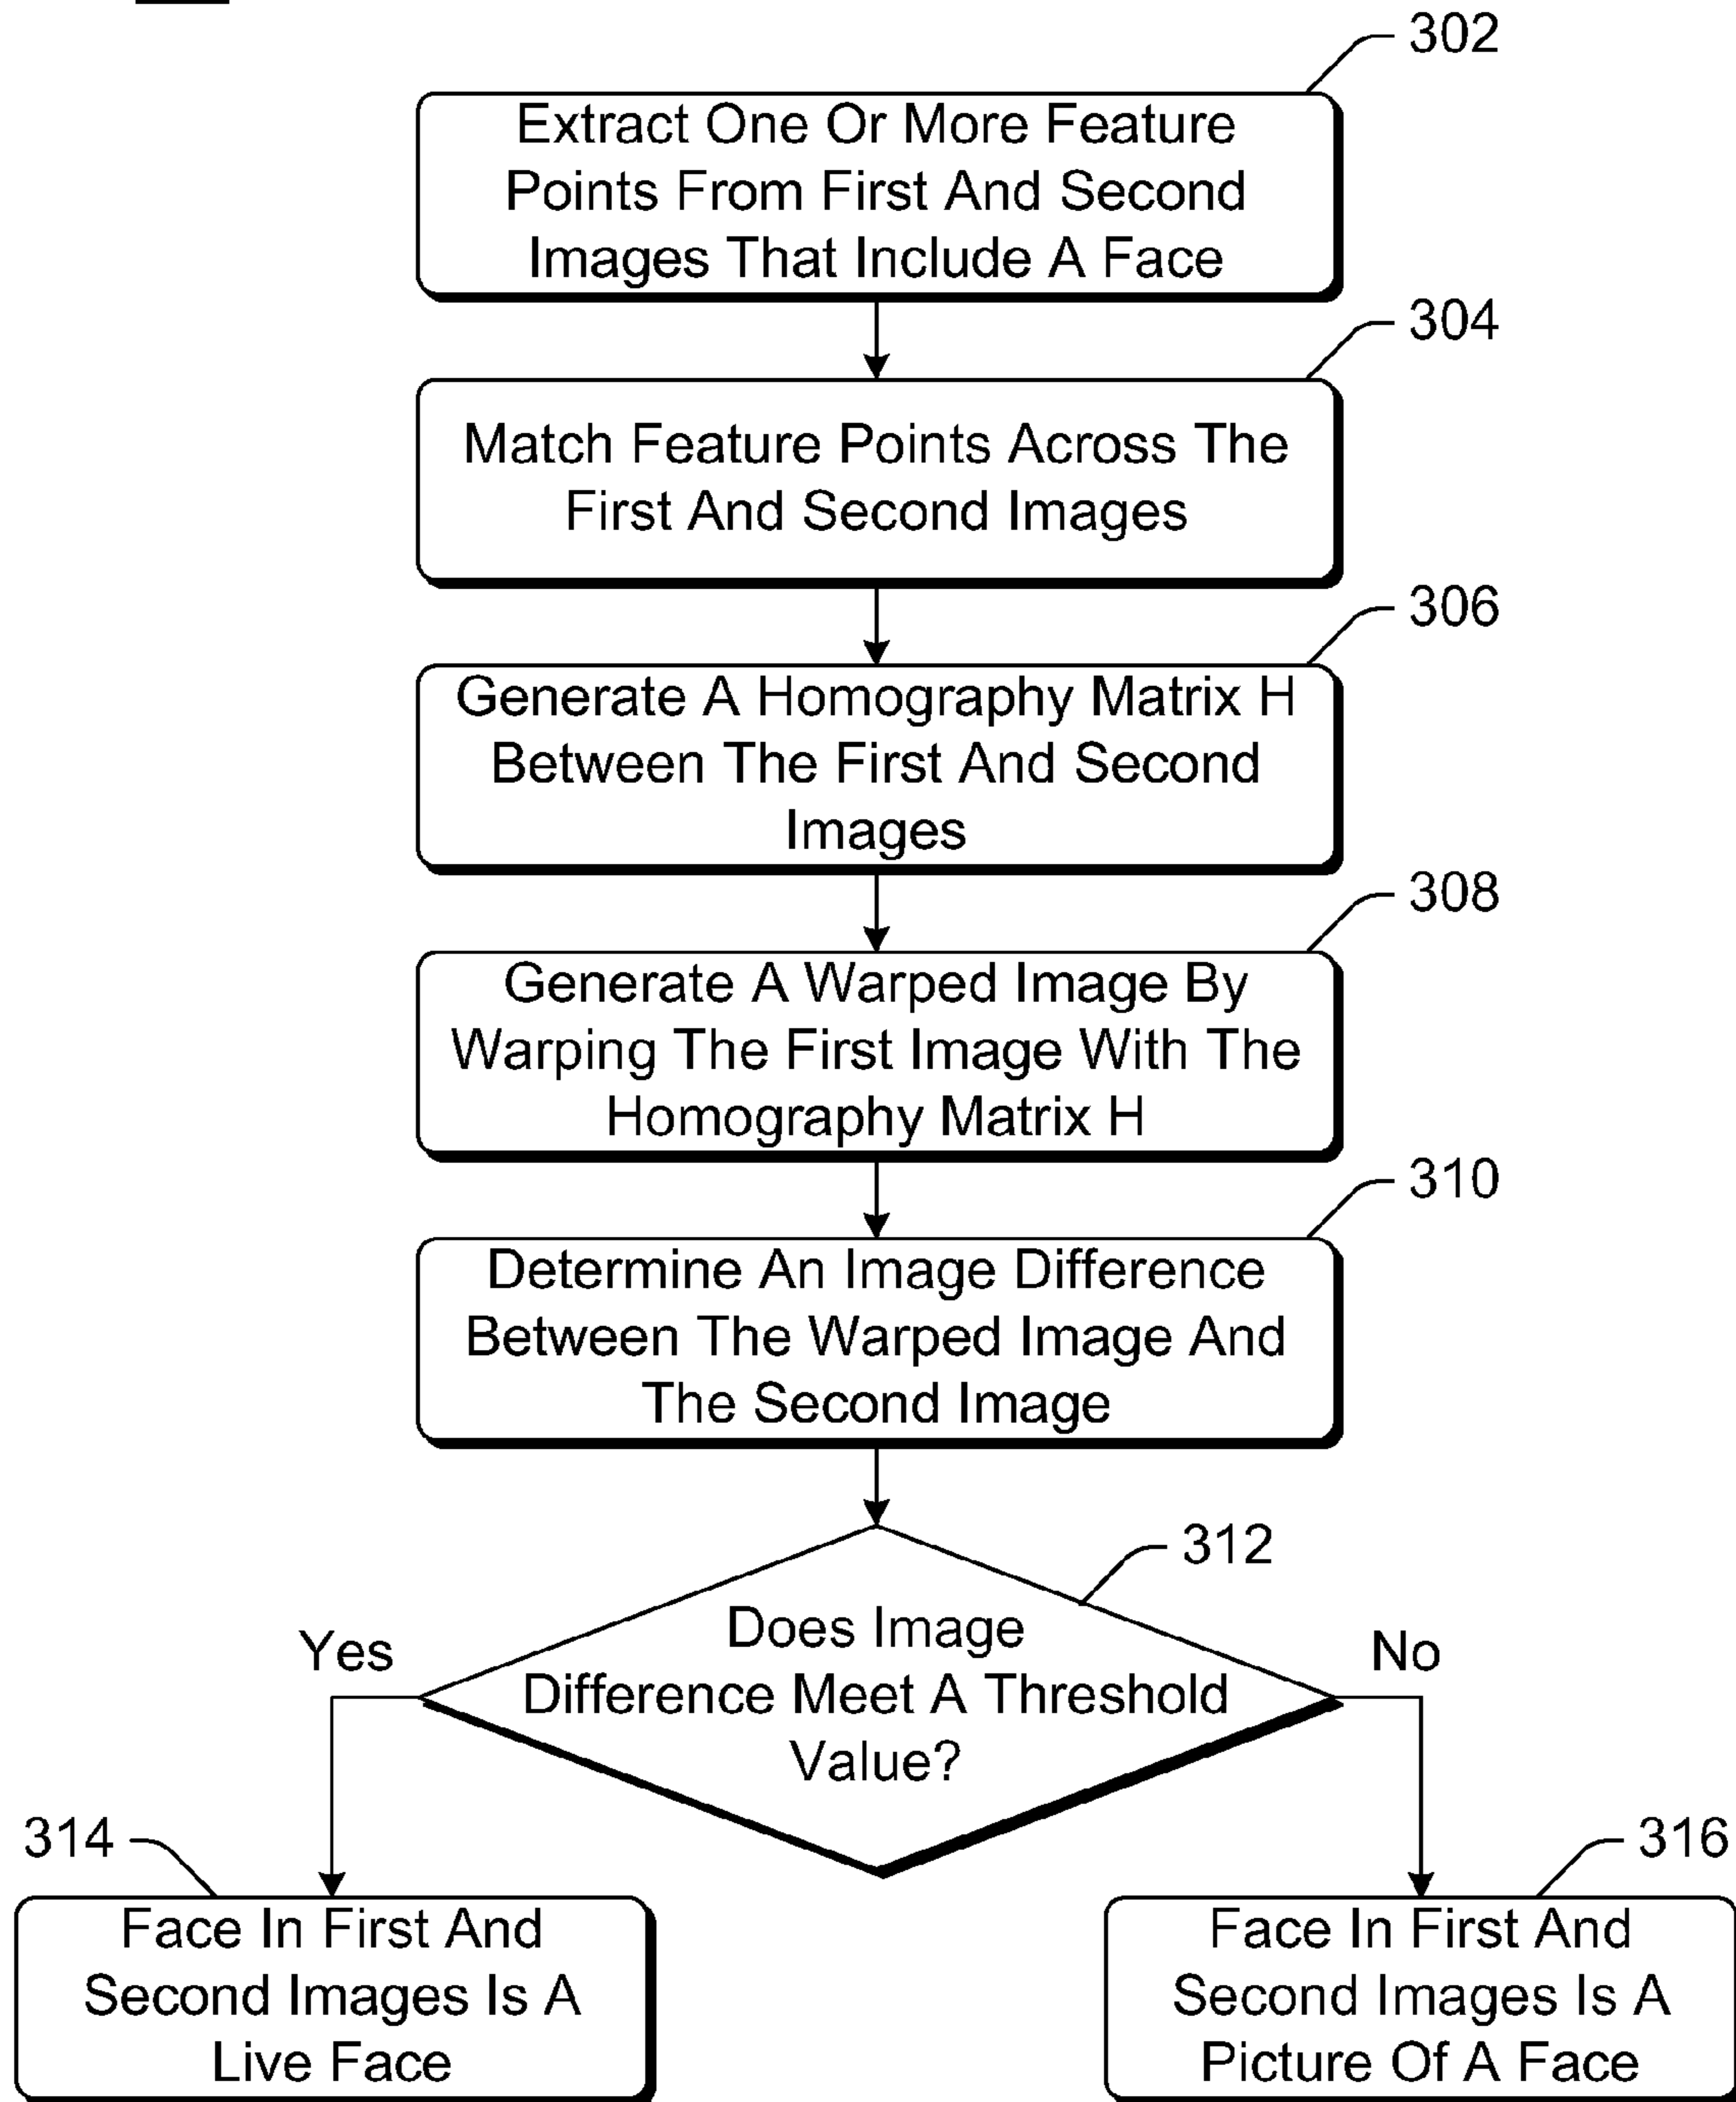 302
Extract One Or More Feature
Points From First And Second
Images That Include A Face
304
Match Feature Points Across The
First And Second Images
306
Generate A Homography Matrix H
Between The First And Second
Images
308
Generate A Warped Image By
Warping The First Image With The
Homography Matrix H
310
Determine An Image Difference
Between The Warped Image And
The Second Image
312
Does Image
Difference Meet A Threshold
Value?
Yes
No
314
Face In First And
Second Images Is A
Live Face
316
Face In First And
Second Images Is A
Picture Of A Face